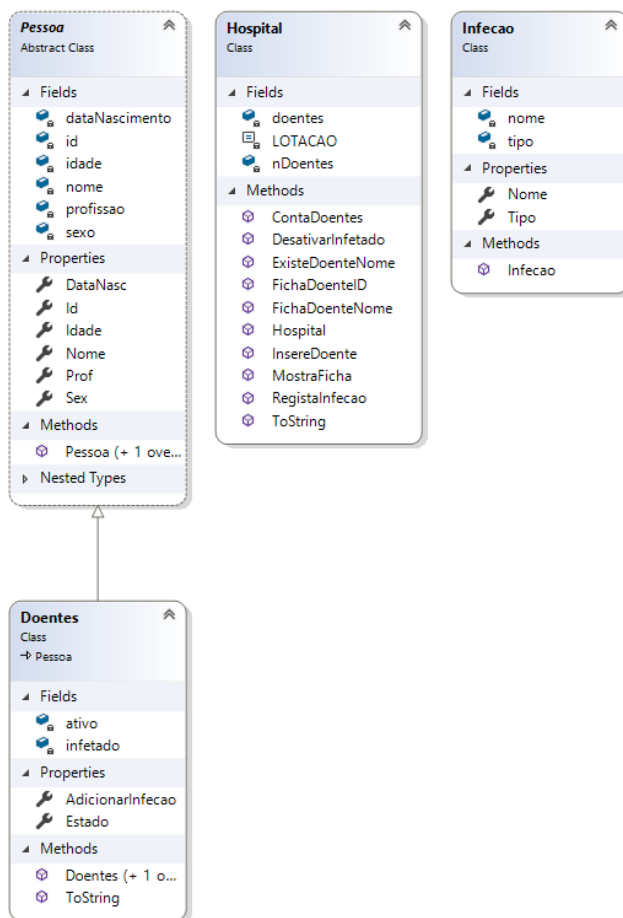 Pessoa
Abstract Class
Fields
dataNascimento
id
idade
nome
profissao
sexo
Properties
DataNasc
Id
Idade
Nome
Prof
Sex
Methods
Pessoa (+ 1 ove...
Nested Types
Hospital
Class
Fields
doentes
LOTACAO
nDoentes
Methods
ContaDoentes
DesativarInfetado
ExisteDoenteNome
FichaDoenteID
FichaDoenteNome
Hospital
InsereDoente
MostraFicha
RegistaInfecao
ToString
Infecao
Class
Fields
nome
tipo
Properties
Nome
Tipo
Methods
Infecao
Doentes
Class
Pessoa
Fields
ativo
infetado
Properties
AdicionarInfecao
Estado
Methods
Doentes (+ 1 o...
ToString